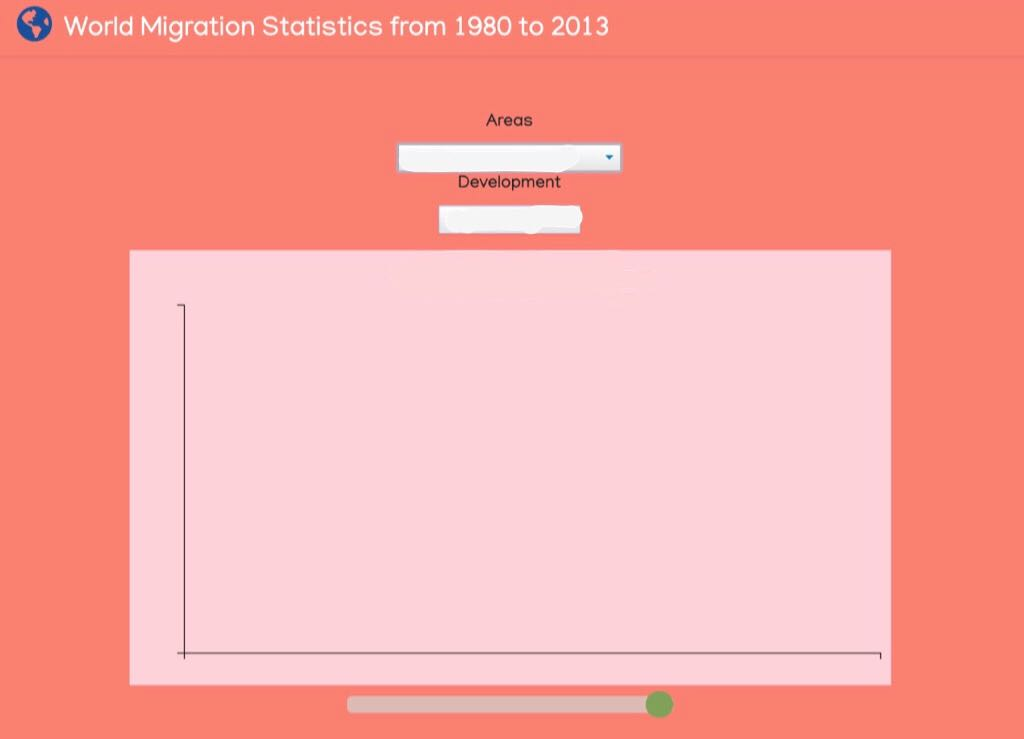 World Migration Statistics from 1980 to 2013
Areas
Development